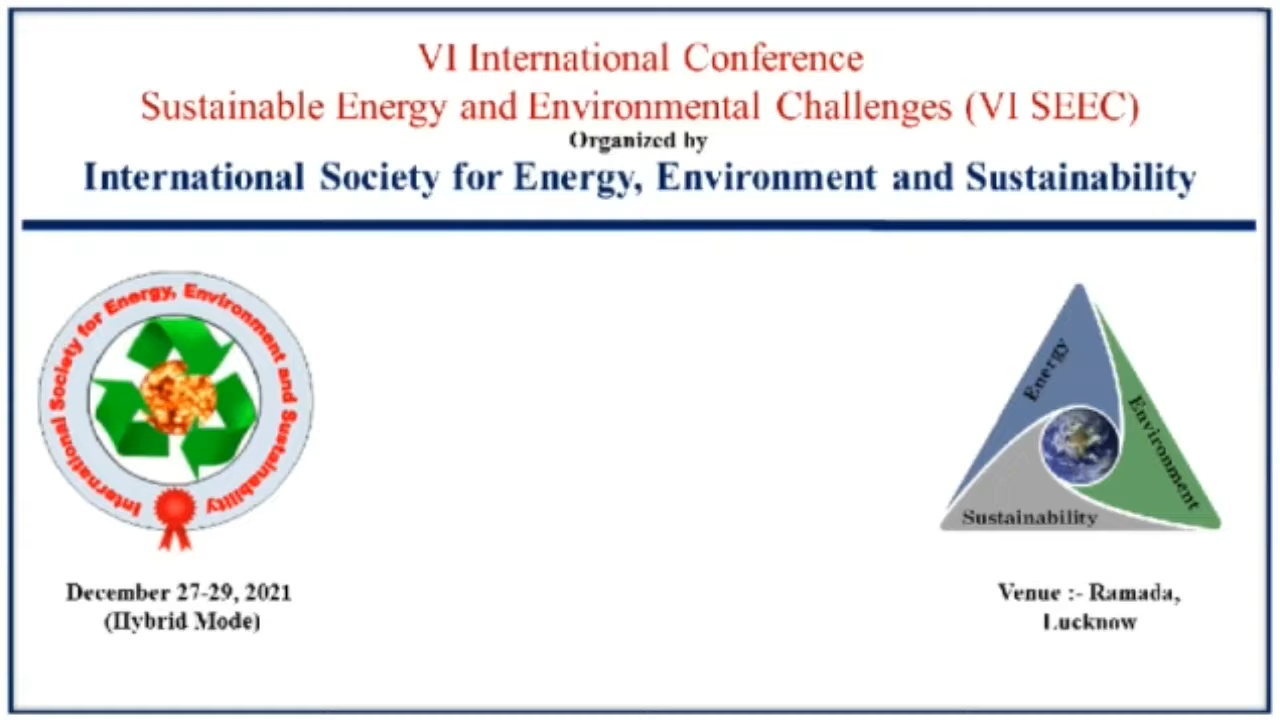 VI International Conference
Sustainable Energy and Environmental Challenges (VI SEEC)
Organized by
International Society for Energy, Environment and Sustainability
International Society for Energy, Environment and Sustainability
Energy
Environment
Sustainability
December 27-29, 2021
(Hybrid Mode)
Venue :- Ramada,
Lucknow